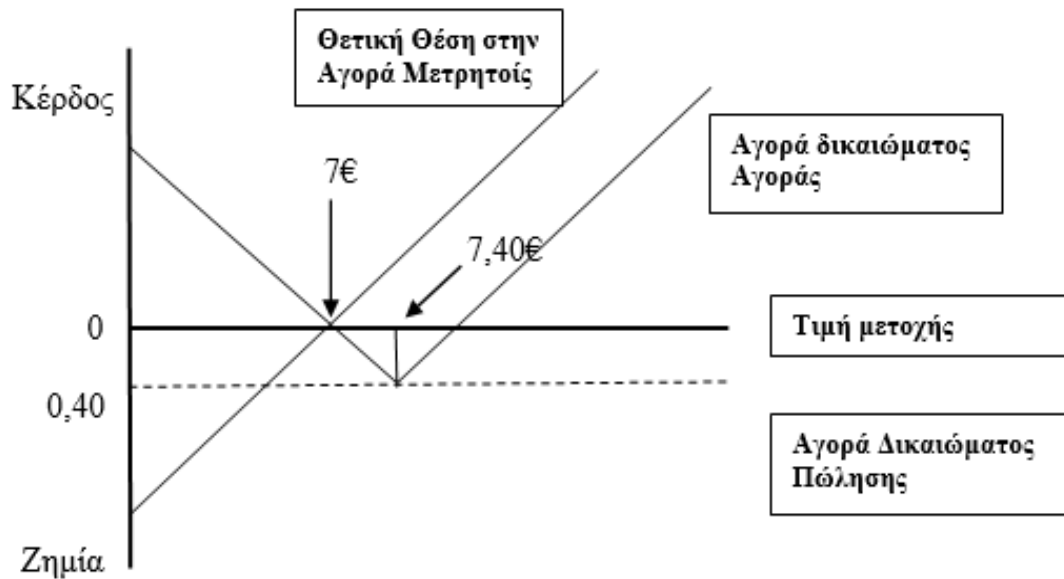 Θετική Θέση στην
Αγορά Μετρητοίς
Κέρδος
Αγορά δικαιώματος
Αγοράς
7€
7,40€
0
Τιμή μετοχής
0,40
Αγορά Δικαιώματος
Πώλησης
Ζημία